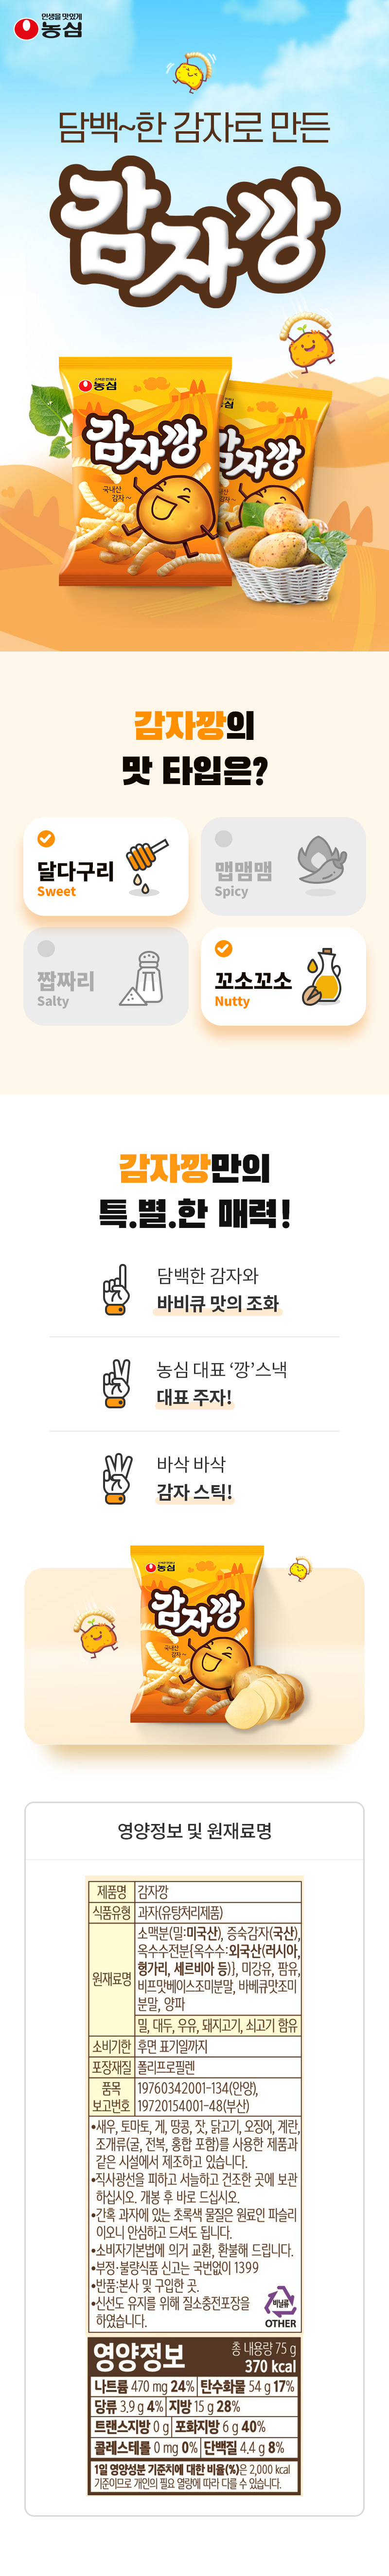 인생을 맛있게
농심
담백~한 감자로 만든
감자깡
농심
감자깡
국내산
감자~
농심
감자깡
감자깡의
맛 타입은?
달다구리
Sweet
맵맴맴
Spicy
짭짜리
Salty
꼬소꼬소
Nutty
감자깡만의
특.별.한 매력!
담백한 감자와
바비큐 맛의 조화
농심 대표 ‘깡’스낵
대표 주자!
바삭 바삭
감자 스틱!
농심
감자깡
국내산
감자~
영양정보 및 원재료명
제품명 감자깡
식품유형 과자(유탕처리제품)
원재료명 소맥분(밀:미국산), 증숙감자(국산),
옥수수전분{옥수수:외국산(러시아,
헝가리, 세르비아 등)}, 미강유, 팜유,
비프맛베이스조미분말, 바베큐맛조미
분말, 양파
밀, 대두, 우유, 돼지고기, 쇠고기 함유
소비기한 후면 표기일까지
포장재질 폴리프로필렌
품목 19760342001-134(안양),
보고번호 19720154001-48(부산)
•새우, 토마토, 게, 땅콩, 잣, 닭고기, 오징어, 계란,
조개류(굴, 전복, 홍합 포함)를 사용한 제품과
같은 시설에서 제조하고 있습니다.
•직사광선을 피하고 서늘하고 건조한 곳에 보관
하십시오. 개봉 후 바로 드십시오.
•간혹 과자에 있는 초록색 물질은 원료인 파슬리
이오니 안심하고 드셔도 됩니다.
•소비자기본법에 의거 교환, 환불해 드립니다.
•부정·불량식품 신고는 국번없이 1399
•반품:본사 및 구입한 곳.
•신선도 유지를 위해 질소충전포장을
하였습니다.
비닐류
OTHER
영양정보 총 내용량 75 g
370 kcal
나트륨 470 mg 24% 탄수화물 54 g 17%
당류 3.9 g 4% 지방 15 g 28%
트랜스지방 0 g 포화지방 6 g 40%
콜레스테롤 0 mg 0% 단백질 4.4 g 8%
1일 영양성분 기준치에 대한 비율(%)은 2,000 kcal
기준이므로 개인의 필요 열량에 따라 다를 수 있습니다.